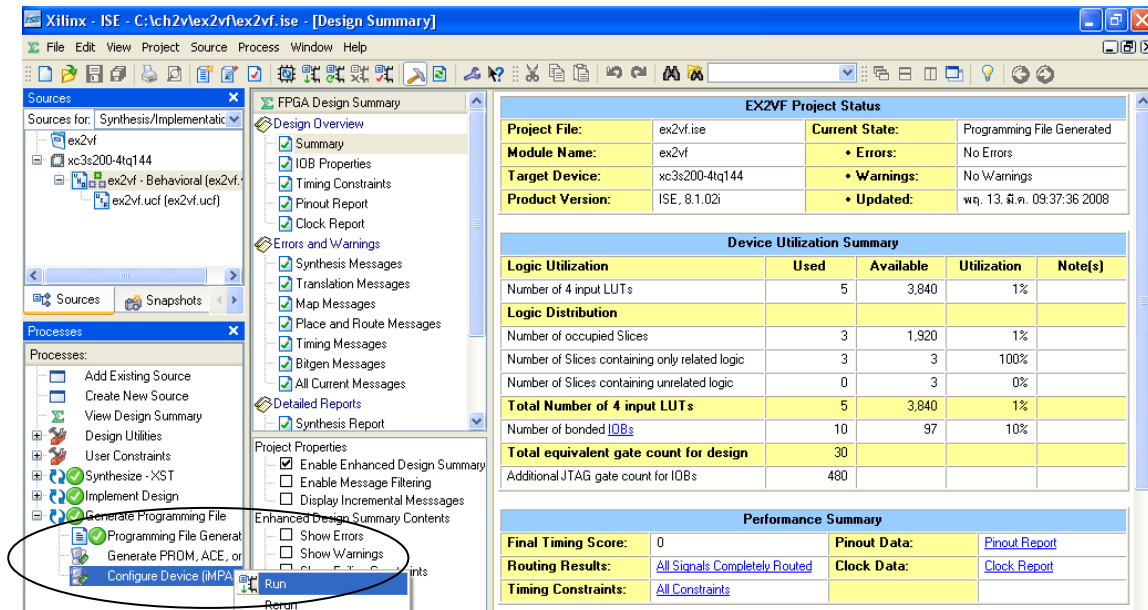 Xilinx - ISE - C:\ch2v\ex2vf\ex2vf.ise - [Design Summary]
File Edit View Project Source Process Window Help
Sources
Sources for: Synthesis/Implementatic
ex2vf
xc3s200-4tq144
ex2vf - Behavioral (ex2vf.
ex2vf.ucf (ex2vf.ucf)
Sources Snapshots
Processes
Processes:
Add Existing Source
Create New Source
View Design Summary
Design Utilities
User Constraints
Synthesize - XST
Implement Design
Generate Programming File
Programming File Generat
Generate PROM, ACE, or
Configure Device (iMPA
Run
Rerun
FPGA Design Summary
Design Overview
Summary
IOB Properties
Timing Constraints
Pinout Report
Clock Report
Errors and Warnings
Synthesis Messages
Translation Messages
Map Messages
Place and Route Messages
Timing Messages
Bitgen Messages
All Current Messages
Detailed Reports
Synthesis Report
Project Properties
Enable Enhanced Design Summary
Enable Message Filtering
Display Incremental Messsages
Enhanced Design Summary Contents
Show Errors
Show Warnings
EX2VF Project Status
Project File: ex2vf.ise Current State: Programming File Generated
Module Name: ex2vf • Errors: No Errors
Target Device: xc3s200-4tq144 • Warnings: No Warnings
Product Version: ISE, 8.1.02i • Updated: พฤ. 13. มี.ค. 09:37:36 2008
Device Utilization Summary
Logic Utilization Used Available Utilization Note(s)
Number of 4 input LUTs 5 3,840 1%
Logic Distribution
Number of occupied Slices 3 1,920 1%
Number of Slices containing only related logic 3 3 100%
Number of Slices containing unrelated logic 0 3 0%
Total Number of 4 input LUTs 5 3,840 1%
Number of bonded IOBs 10 97 10%
Total equivalent gate count for design 30
Additional JTAG gate count for IOBs 480
Performance Summary
Final Timing Score: 0 Pinout Data: Pinout Report
Routing Results: All Signals Completely Routed Clock Data: Clock Report
Timing Constraints: All Constraints